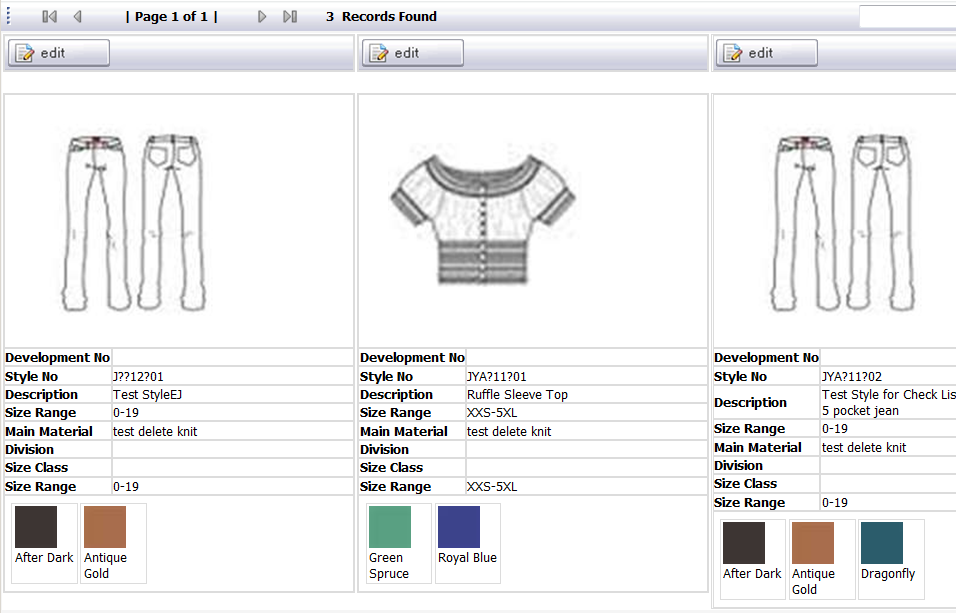 | Page 1 of 1 | 3 Records Found
edit edit edit
Development No
Style No J??12?01
Description Test StyleEJ
Size Range 0-19
Main Material test delete knit
Division
Size Class
Size Range 0-19
After Dark Antique
Gold
Development No
Style No JYA?11?01
Description Ruffle Sleeve Top
Size Range XXS-5XL
Main Material test delete knit
Division
Size Class
Size Range XXS-5XL
Green Royal Blue
Spruce
Development No
Style No JYA?11?02
Description Test Style for Check Lis
5 pocket jean
Size Range 0-19
Main Material test delete knit
Division
Size Class
Size Range 0-19
After Dark Antique Dragonfly
Gold